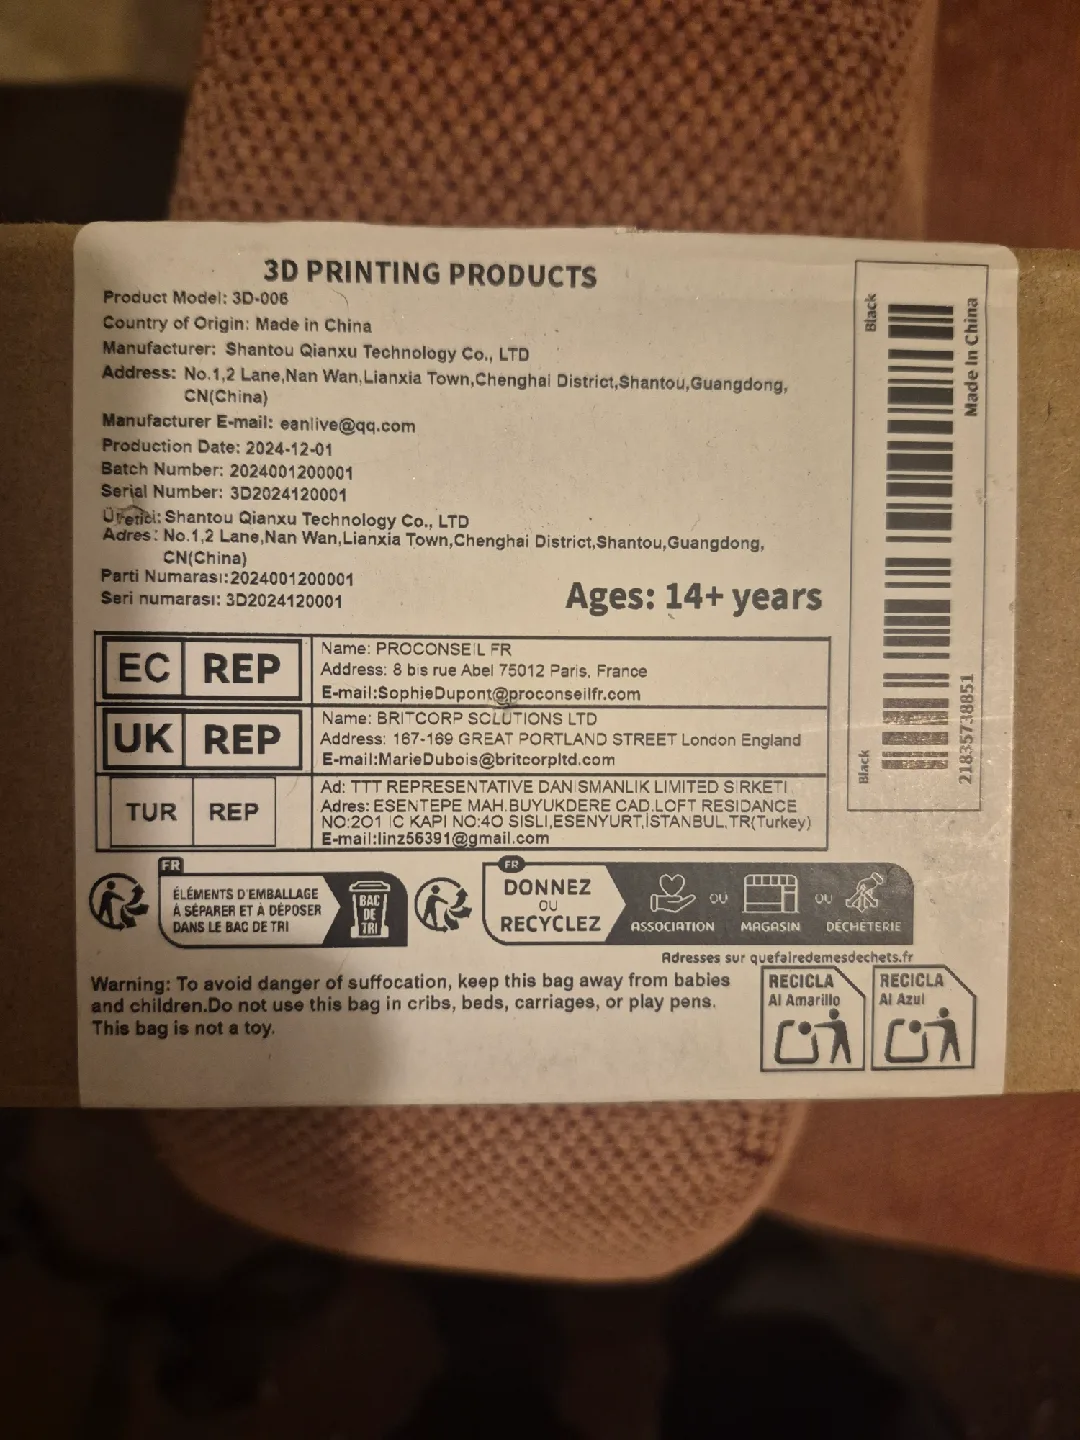 3D PRINTING PRODUCTS
Product Model: 3D-006
Country of Origin: Made in China
Manufacturer: Shantou Qianxu Technology Co., LTD
Address: No.1,2 Lane,Nan Wan,Lianxia Town,Chenghai District,Shantou,Guangdong,
CN(China)
Manufacturer E-mail: eanlive@qq.com
Production Date: 2024-12-01
Batch Number: 2024001200001
Serial Number: 3D2024120001
Üretici: Shantou Qianxu Technology Co., LTD
Adres: No.1,2 Lane,Nan Wan,Lianxia Town,Chenghai District,Shantou,Guangdong,
CN(China)
Parti Numarası:2024001200001
Seri numarası: 3D2024120001
Ages: 14+ years
Black
Made In China
Black
21835738851
EC REP
Name: PROCONSEIL FR
Address: 8 bis rue Abel 75012 Paris, France
E-mail:SophieDupont@proconseilfr.com
UK REP
Name: BRITCORP SOLUTIONS LTD
Address: 167-169 GREAT PORTLAND STREET London England
E-mail:MarieDubois@britcorpltd.com
TUR REP
Ad: TTT REPRESENTATIVE DANISMANLIK LIMITED SIRKETI
Adres: ESENTEPE MAH.BUYUKDERE CAD.LOFT RESIDANCE
NO:201 IC KAPI NO:40 SISLI,ESENYURT,İSTANBUL,TR(Turkey)
E-mail:linz56391@gmail.com
FR
ÉLÉMENTS D'EMBALLAGE
À SÉPARER ET À DÉPOSER
DANS LE BAC DE TRI
BAC
DE
TRI
FR
DONNEZ
OU
RECYCLEZ
ASSOCIATION OU MAGASIN OU DÉCHÈTERIE
Adresses sur quefairedemesdechets.fr
Warning: To avoid danger of suffocation, keep this bag away from babies
and children.Do not use this bag in cribs, beds, carriages, or play pens.
This bag is not a toy.
RECICLA
Al Amarillo
RECICLA
Al Azul